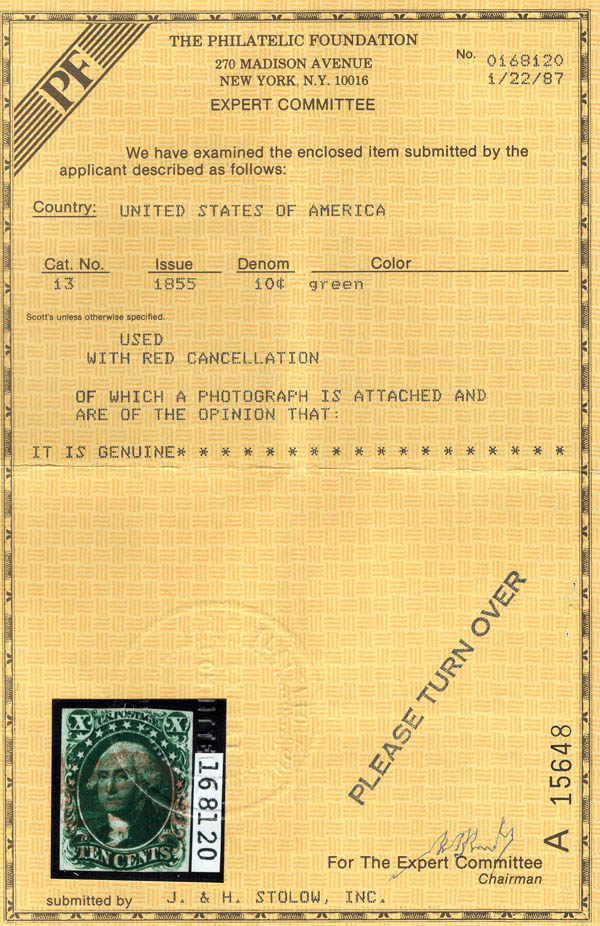 PF
THE PHILATELIC FOUNDATION
270 MADISON AVENUE
NEW YORK, N.Y. 10016
EXPERT COMMITTEE
No. 0168120
1/22/87
We have examined the enclosed item submitted by the
applicant described as follows:
Country: UNITED STATES OF AMERICA
Cat. No. Issue Denom Color
13 1855 10¢ green
Scott's unless otherwise specified.
USED
WITH RED CANCELLATION
OF WHICH A PHOTOGRAPH IS ATTACHED AND
ARE OF THE OPINION THAT:
IT IS GENUINE* * * * * * * * * * * * * * * * * *
PLEASE TURN OVER
X U.S. POSTAGE X
TEN CENTS
168120
A 15648
For The Expert Committee
Chairman
submitted by J. & H. STOLOW, INC.